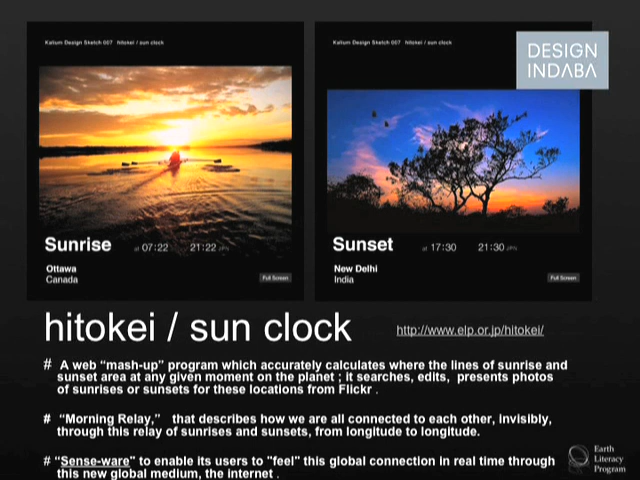 Katium Design Sketch 007 hitokei / sun clock
Katium Design Sketch 007 hitokei / sun clock
DESIGN
INDABA
Sunrise at 07:22 21:22 JPN
Ottawa
Canada
Full Screen
Sunset at 17:30 21:30 JPN
New Delhi
India
Full Screen
hitokei / sun clock
http://www.elp.or.jp/hitokei/
# A web “mash-up” program which accurately calculates where the lines of sunrise and
sunset area at any given moment on the planet ; it searches, edits, presents photos
of sunrises or sunsets for these locations from Flickr .
# “Morning Relay,” that describes how we are all connected to each other, invisibly,
through this relay of sunrises and sunsets, from longitude to longitude.
# “Sense-ware" to enable its users to "feel" this global connection in real time through
this new global medium, the internet .
Earth
Literacy
Program